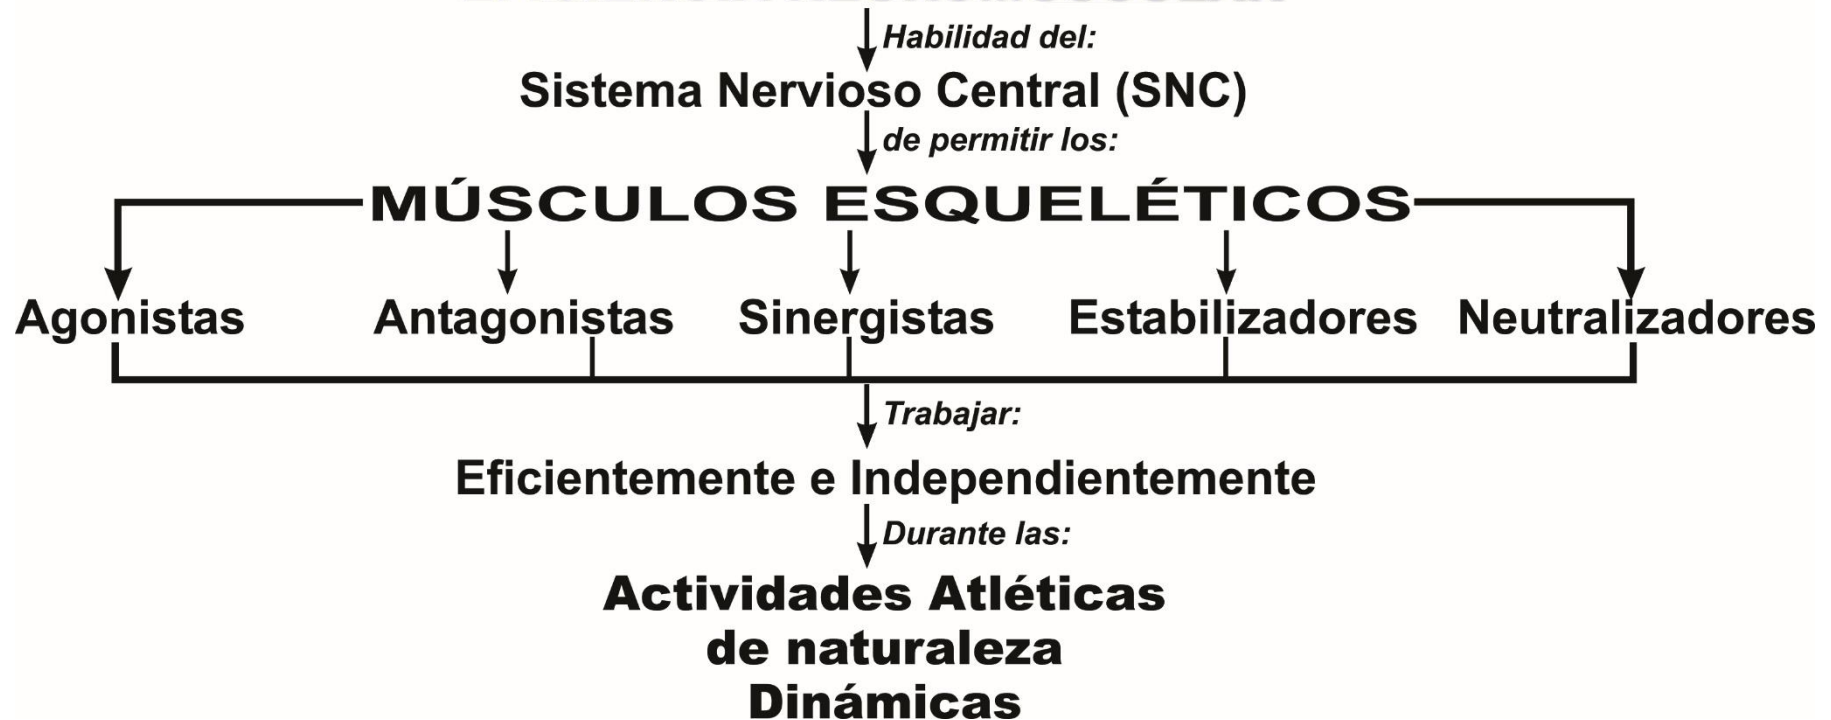 Habilidad del:
Sistema Nervioso Central (SNC)
de permitir los:
MÚSCULOS ESQUELÉTICOS
Agonistas Antagonistas Sinergistas Estabilizadores Neutralizadores
Trabajar:
Eficientemente e Independientemente
Durante las:
Actividades Atléticas
de naturaleza
Dinámicas